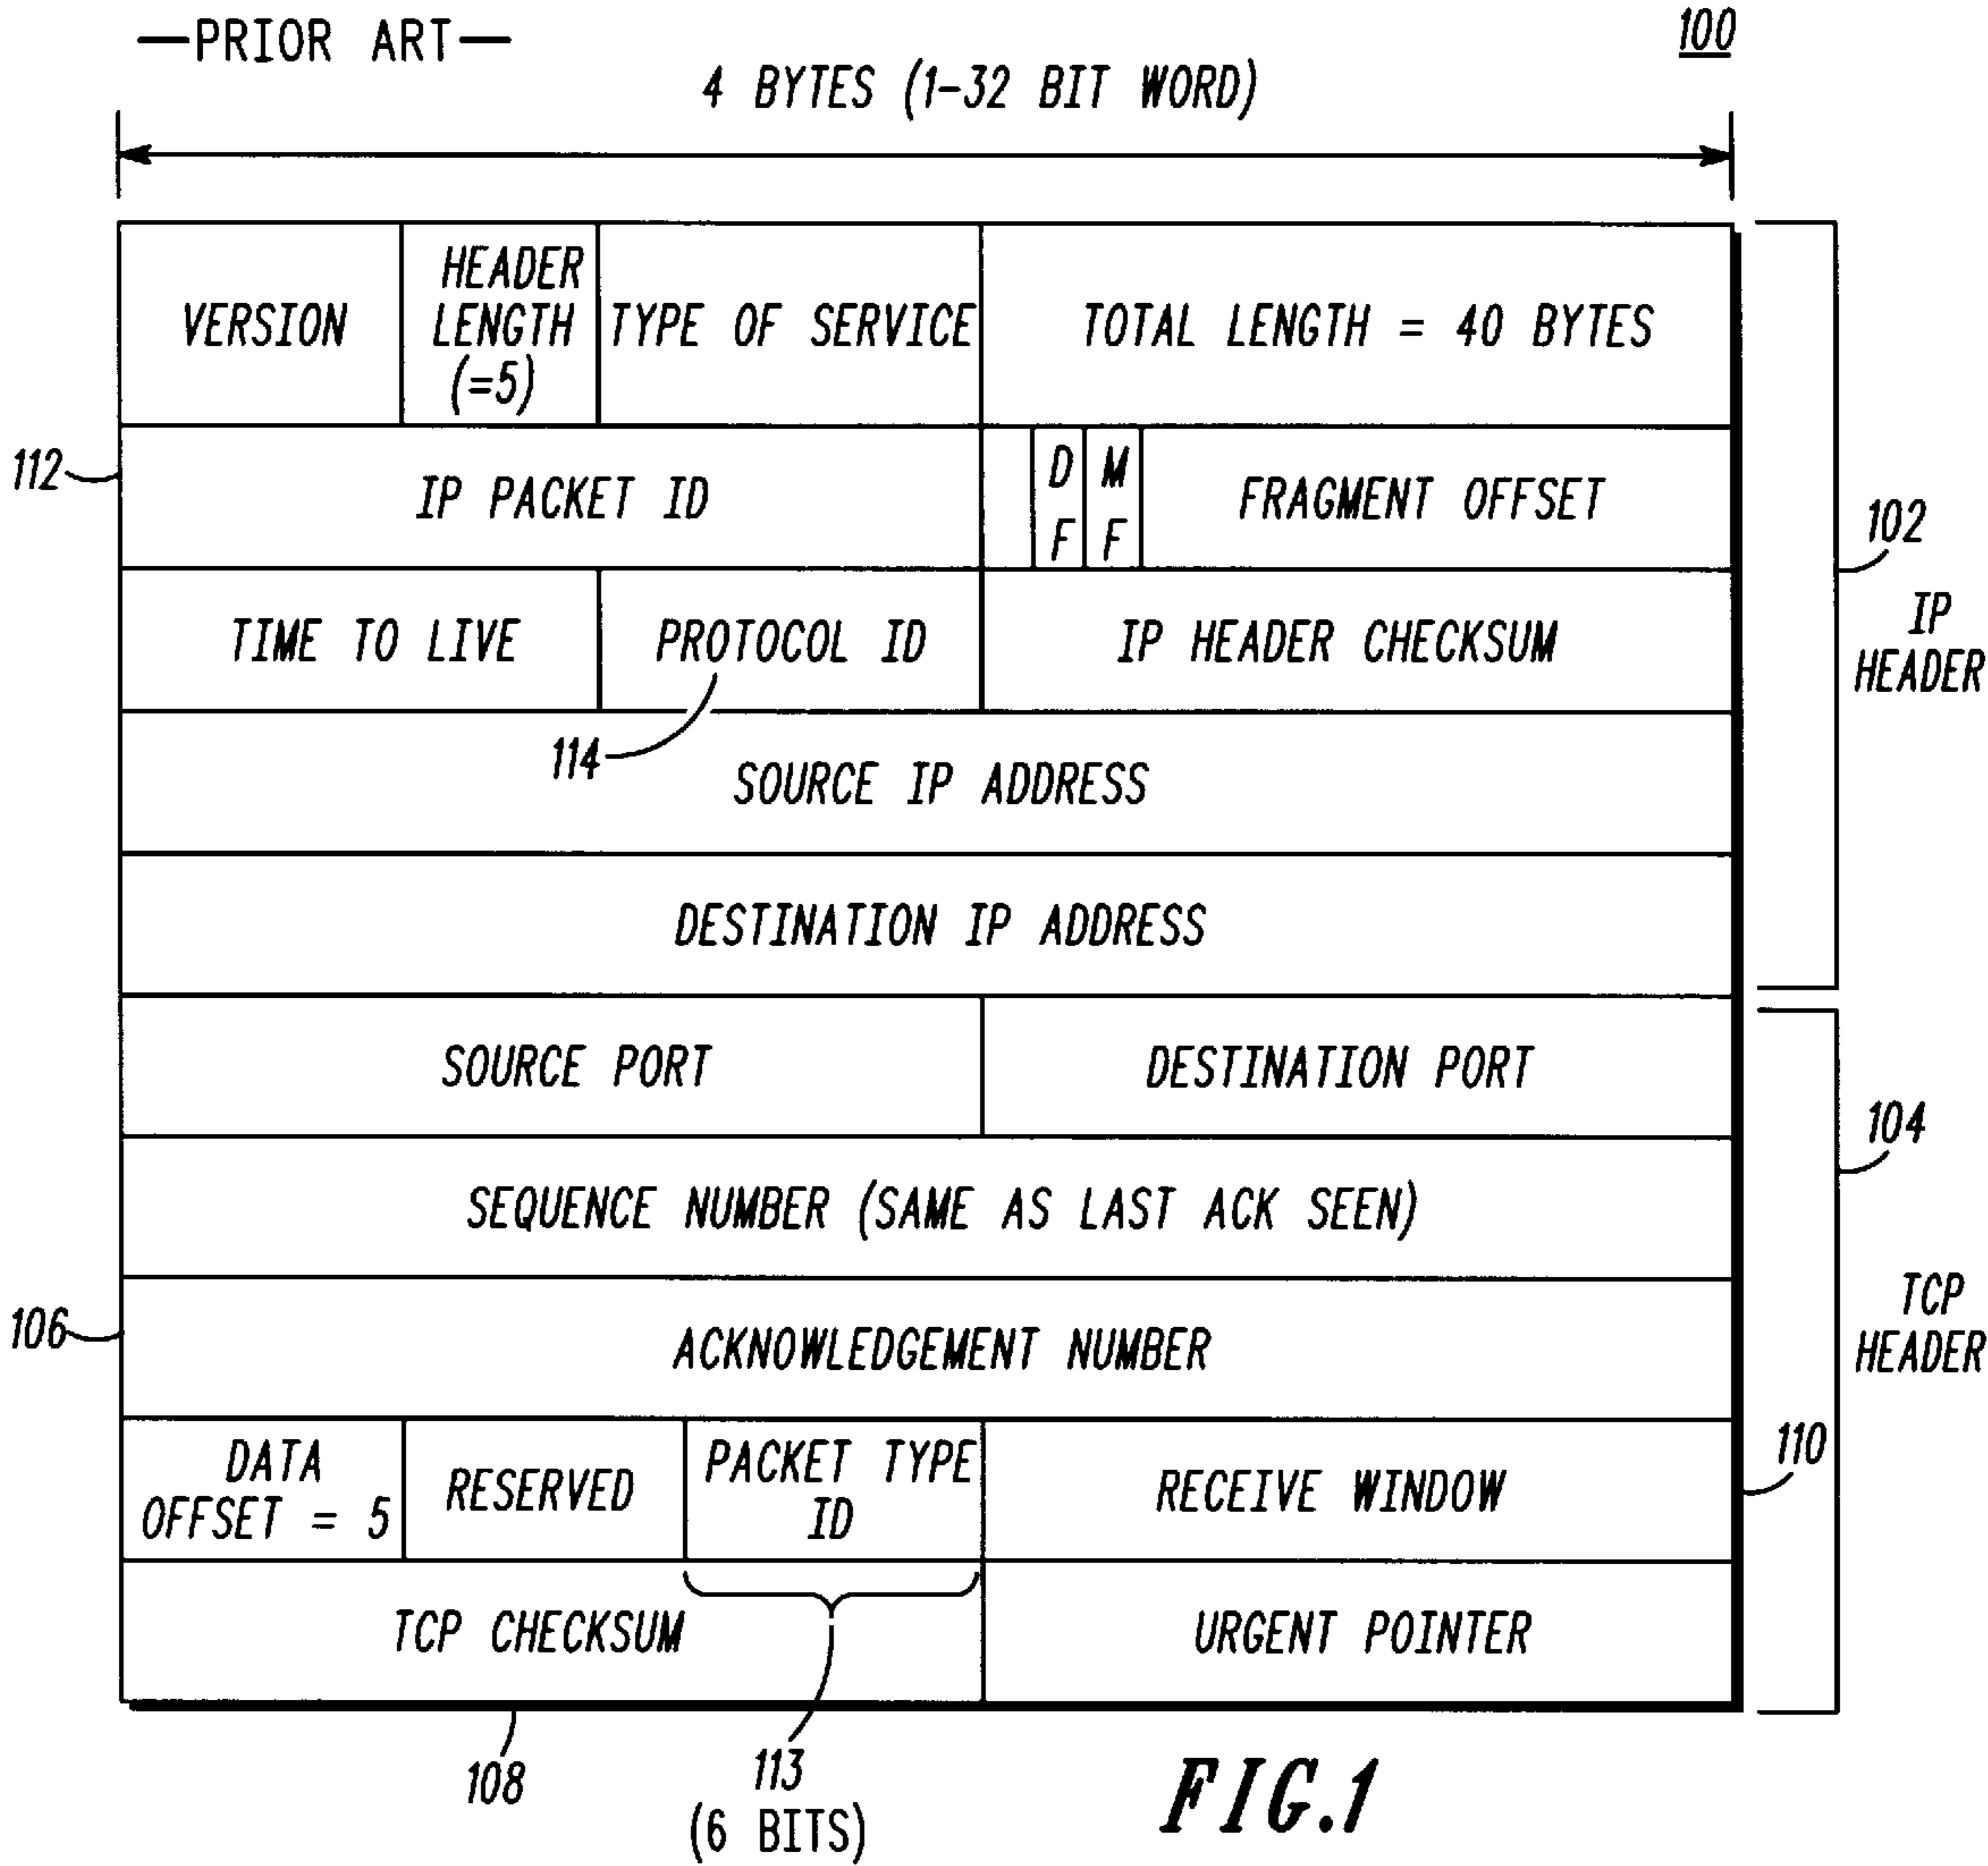 —PRIOR ART—
100
4 BYTES (1-32 BIT WORD)
VERSION
HEADER
LENGTH
(=5)
TYPE OF SERVICE
TOTAL LENGTH = 40 BYTES
112
IP PACKET ID
D
F
M
F
FRAGMENT OFFSET
102
IP
HEADER
TIME TO LIVE
PROTOCOL ID
IP HEADER CHECKSUM
114
SOURCE IP ADDRESS
DESTINATION IP ADDRESS
SOURCE PORT
DESTINATION PORT
104
SEQUENCE NUMBER (SAME AS LAST ACK SEEN)
TCP
HEADER
106
ACKNOWLEDGEMENT NUMBER
DATA
OFFSET = 5
RESERVED
PACKET TYPE
ID
RECEIVE WINDOW
110
TCP CHECKSUM
URGENT POINTER
108
113
(6 BITS)
FIG.1